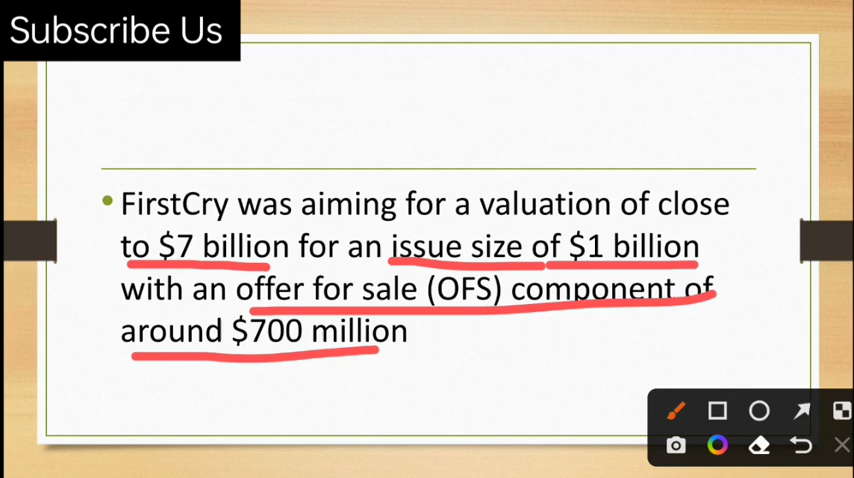 Subscribe Us
• FirstCry was aiming for a valuation of close
to $7 billion for an issue size of $1 billion
with an offer for sale (OFS) component of
around $700 million